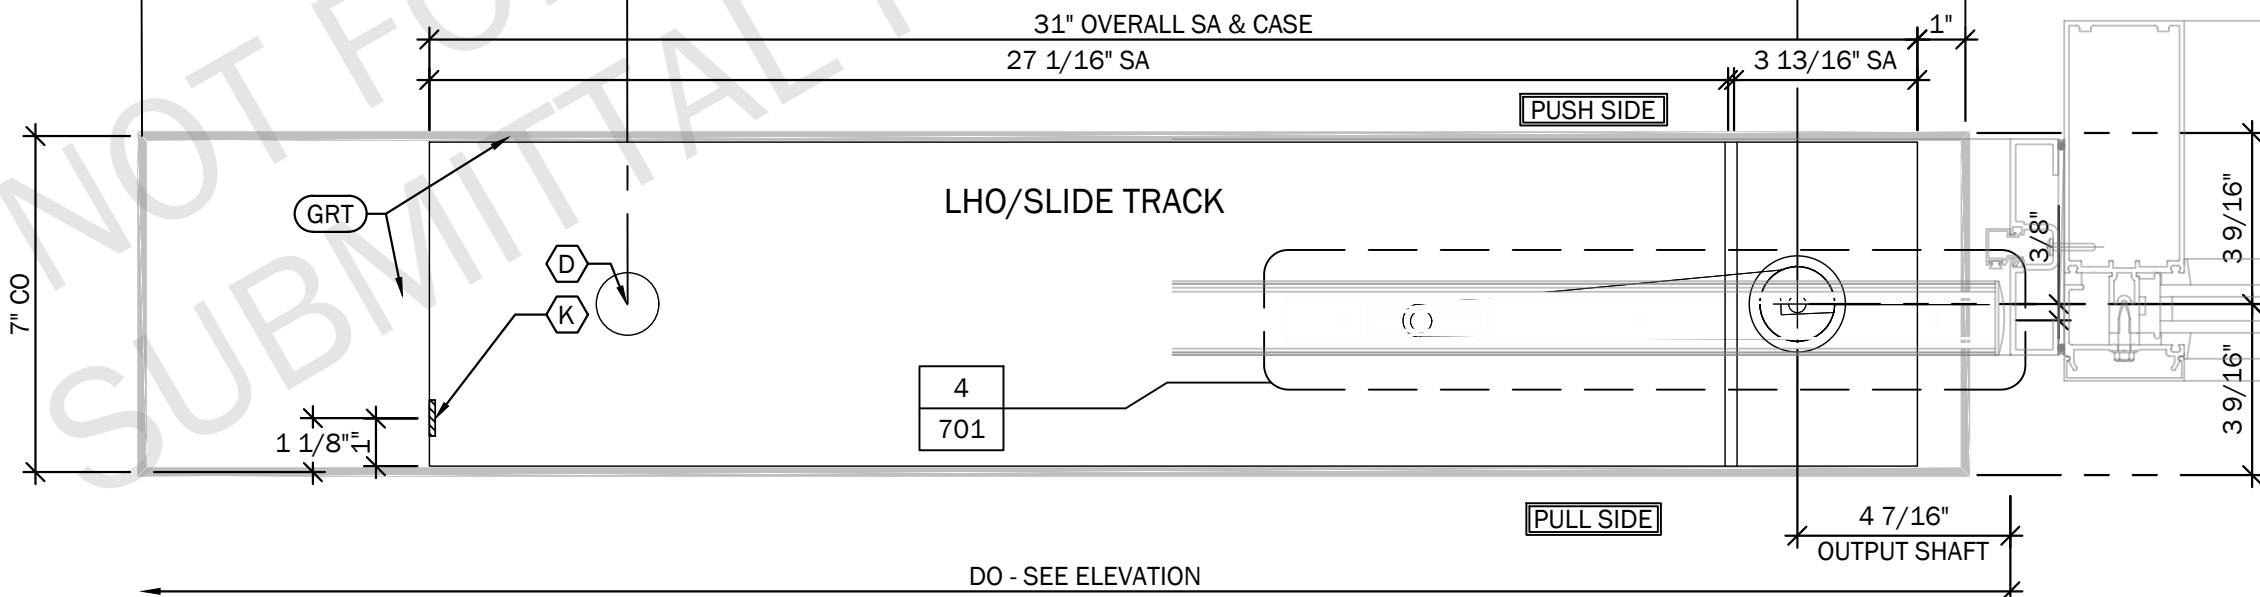 31" OVERALL SA & CASE
1"
27 1/16" SA
3 13/16" SA
PUSH SIDE
NOT FO
SUBMITTAL
LHO/SLIDE TRACK
GRT
D
K
7" CO
3/8"
3 9/16"
3 9/16"
4
701
1 1/8"
1"
PULL SIDE
4 7/16"
OUTPUT SHAFT
DO - SEE ELEVATION